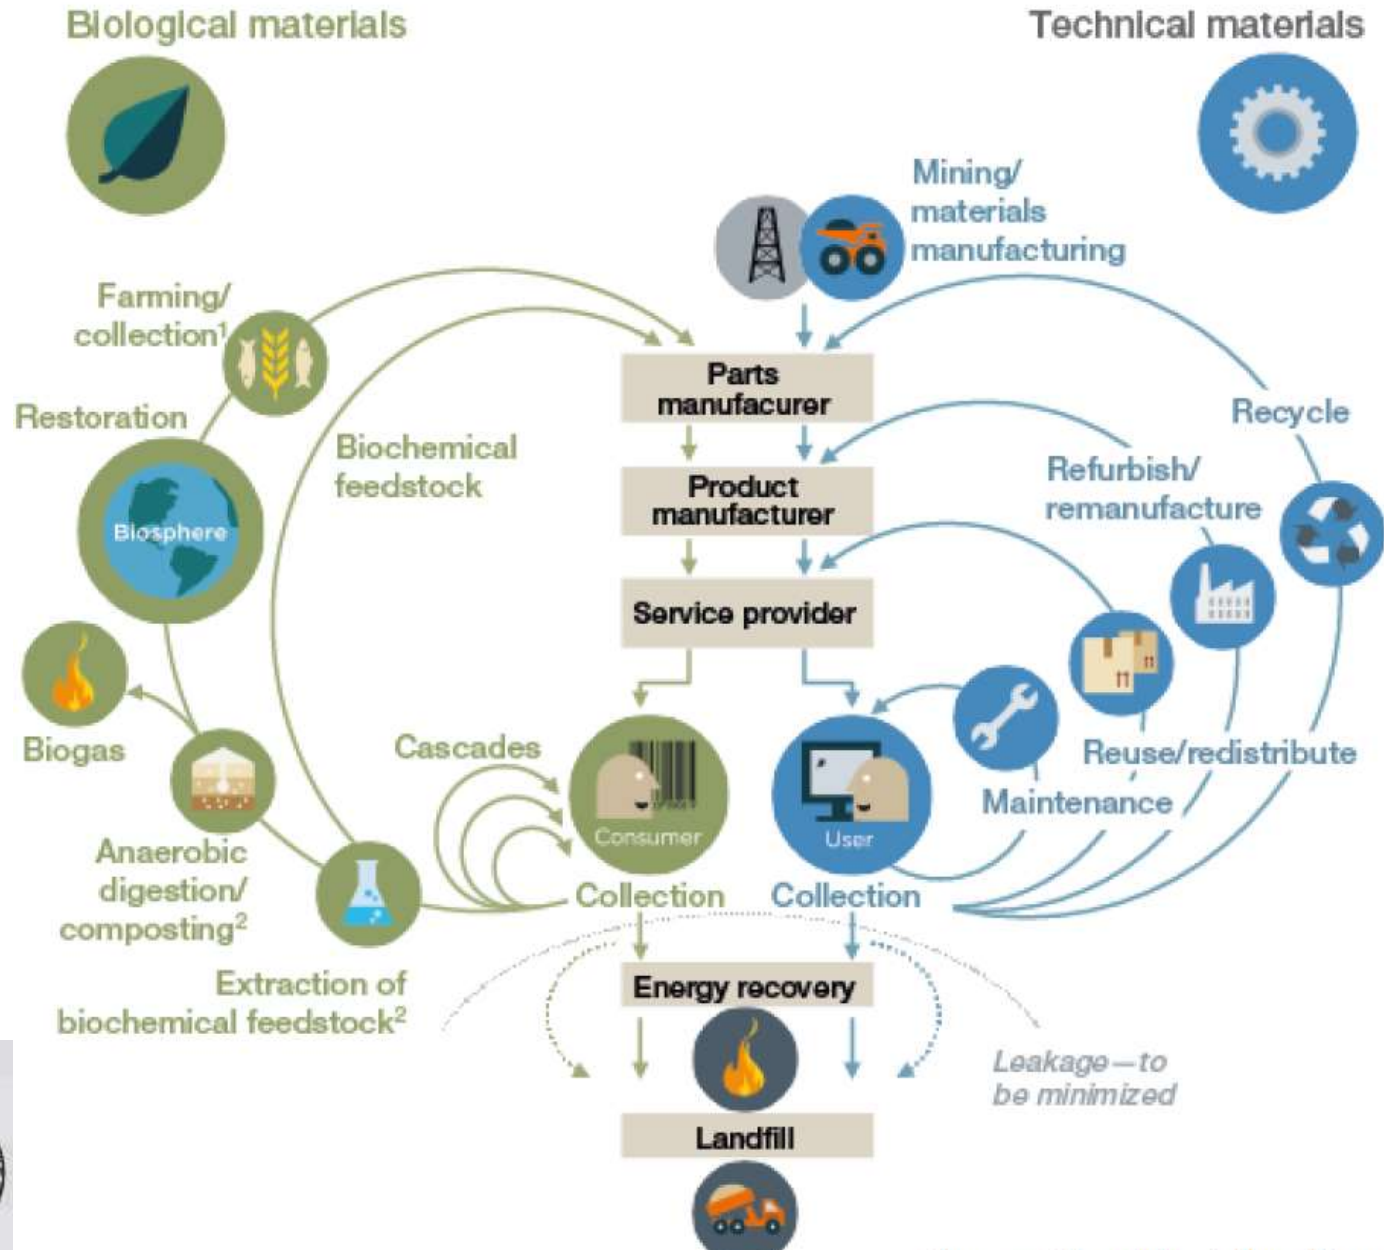 Biological materials
Technical materials
Mining/
materials
manufacturing
Farming/
collection¹
Restoration
Biosphere
Biochemical
feedstock
Parts
manufacurer
Recycle
Refurbish/
remanufacture
Product
manufacturer
Service provider
Biogas
Cascades
Consumer
User
Reuse/redistribute
Maintenance
Anaerobic
digestion/
composting²
Collection
Collection
Extraction of
biochemical feedstock²
Energy recovery
Leakage—to
be minimized
Landfill